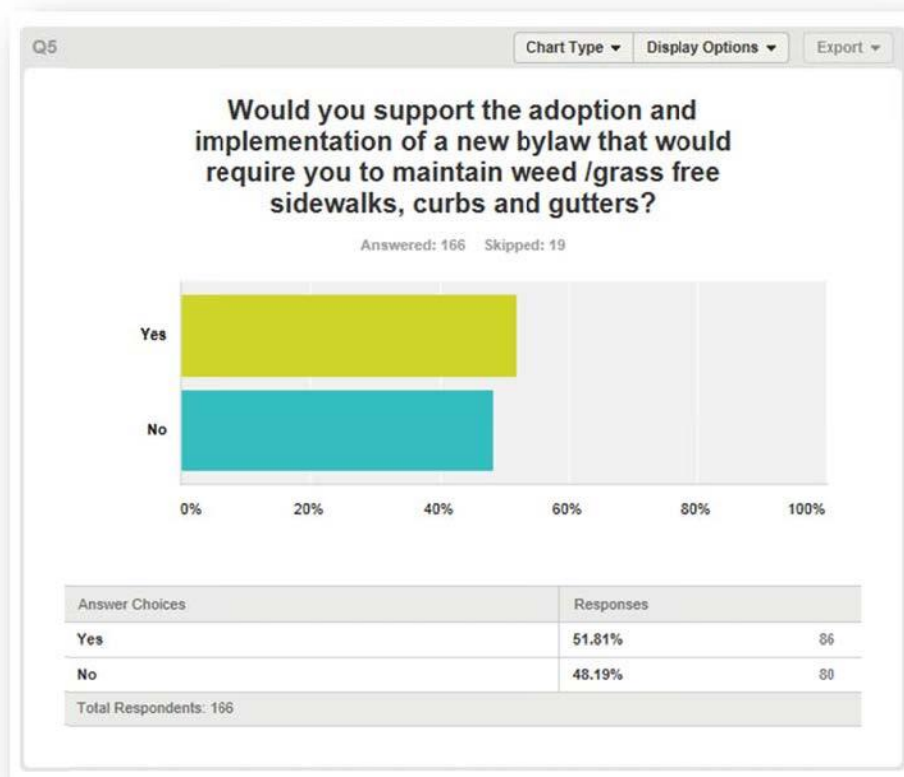 Q5
Chart Type Display Options Export
Would you support the adoption and
implementation of a new bylaw that would
require you to maintain weed /grass free
sidewalks, curbs and gutters?
Answered: 166 Skipped: 19
Yes
No
0% 20% 40% 60% 80% 100%
Answer Choices Responses
Yes 51.81% 86
No 48.19% 80
Total Respondents: 166